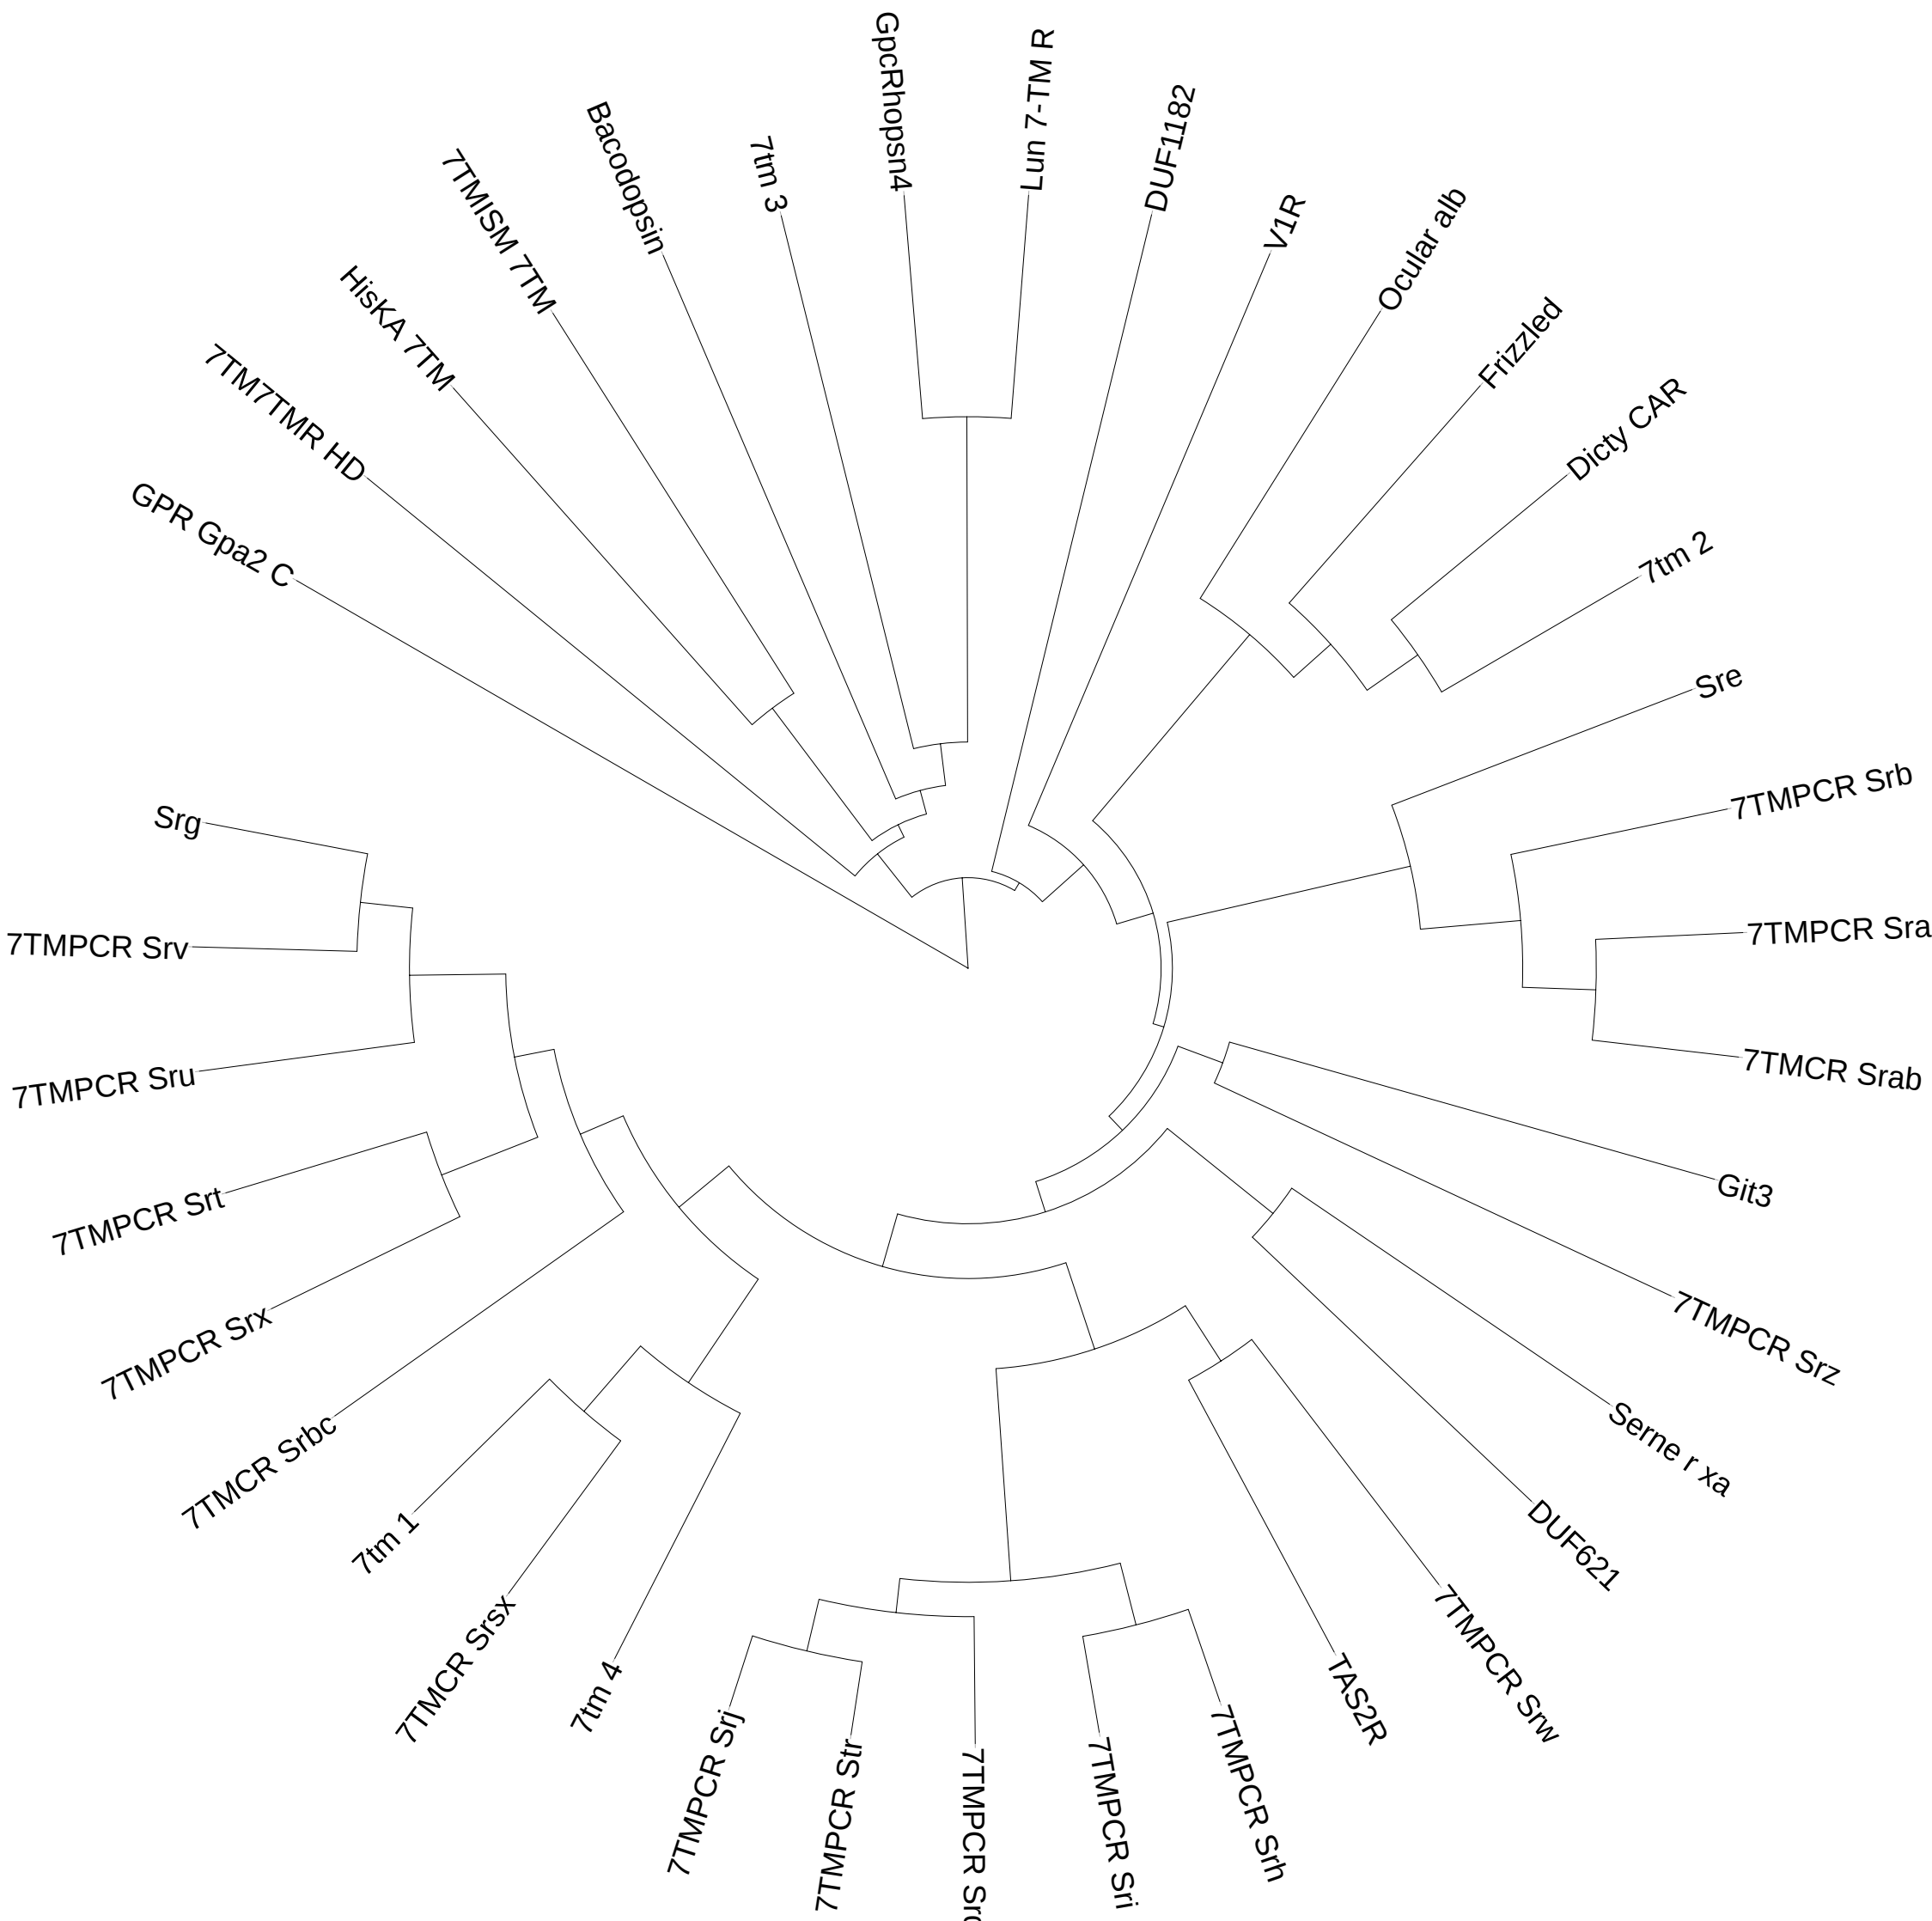 GpcRhopsn4
Lun 7-TM R
DUF1182
V1R
Ocular alb
Frizzled
Dicty CAR
7tm 2
Sre
7TMPCR Srb
7TMPCR Sra
7TMCR Srab
Git3
7TMPCR Srz
Serne r xa
DUF621
7TMPCR Srw
TAS2R
7TMPCR Srh
7TMPCR Sri
7TMPCR
7TMPCR Str
7TMPCR Srj
7tm 4
7TMCR Srsx
7tm 1
7TMCR Srbc
7TMPCR Srx
7TMPCR Srt
7TMPCR Sru
7TMPCR Srv
Srg
GPR Gpa2 C
7TM7TMR HD
HisKA 7TM
7TMISM 7TM
Bacodopsin
7tm 3